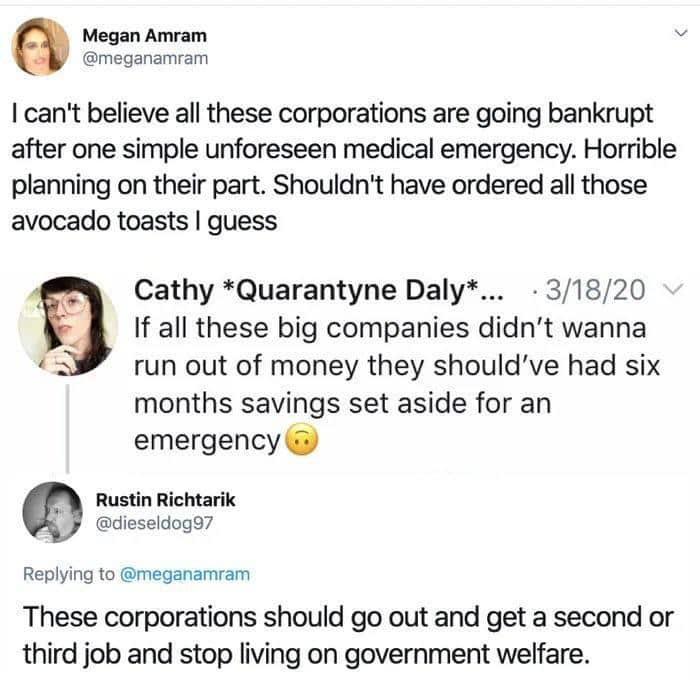 Megan Amram
@meganamram
I can't believe all these corporations are going bankrupt
after one simple unforeseen medical emergency. Horrible
planning on their part. Shouldn't have ordered all those
avocado toasts I guess
Cathy *Quarantyne Daly*... · 3/18/20
If all these big companies didn’t wanna
run out of money they should’ve had six
months savings set aside for an
emergency🙃
Rustin Richtarik
@dieseldog97
Replying to @meganamram
These corporations should go out and get a second or
third job and stop living on government welfare.